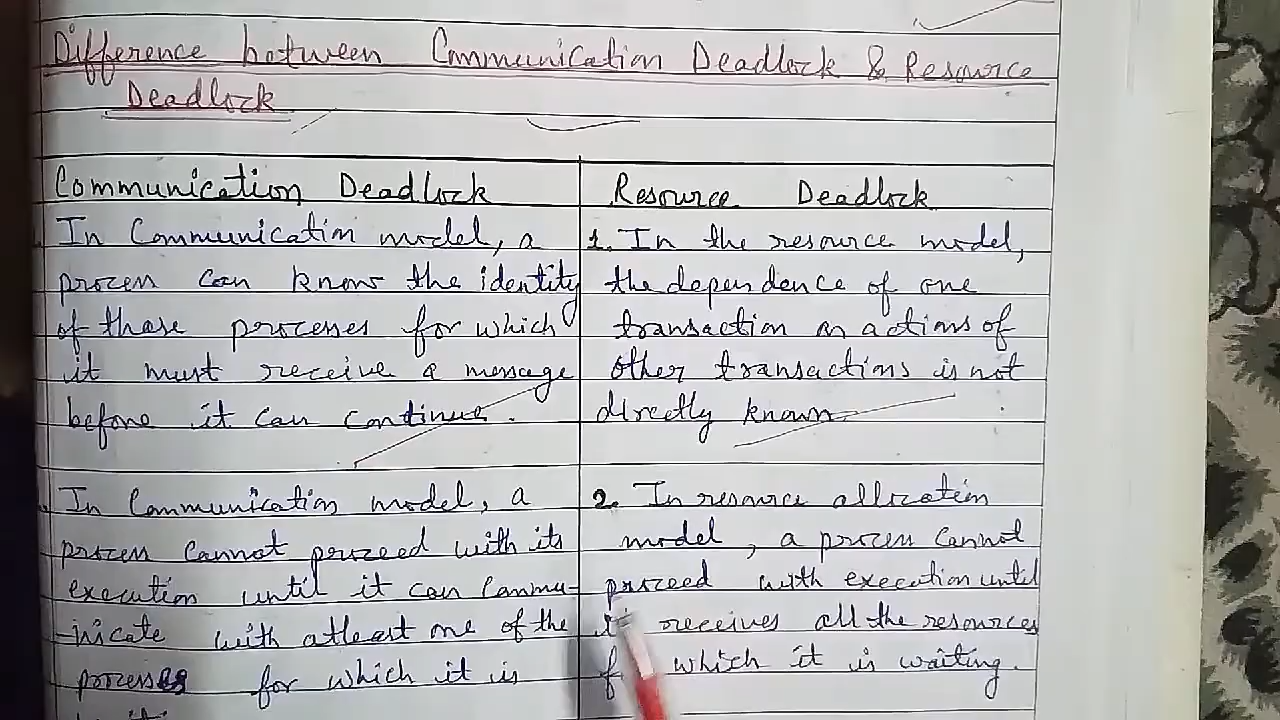 Difference between Communication Deadlock & Resource
Deadlock
Communication Deadlock
In Communication model, a
process can know the identity
of those processes for which
it must receive a message
before it can continue.
In Communication model, a
process cannot proceed with its
execution until it can Commu-
-nicate with atleast one of the
processes for which it is
Resource Deadlock
1. In the resource model,
the dependence of one
transaction on actions of
other transactions is not
directly known
2. In resource allocation
model, a process cannot
proceed with execution until
it receives all the resources
which it is waiting.